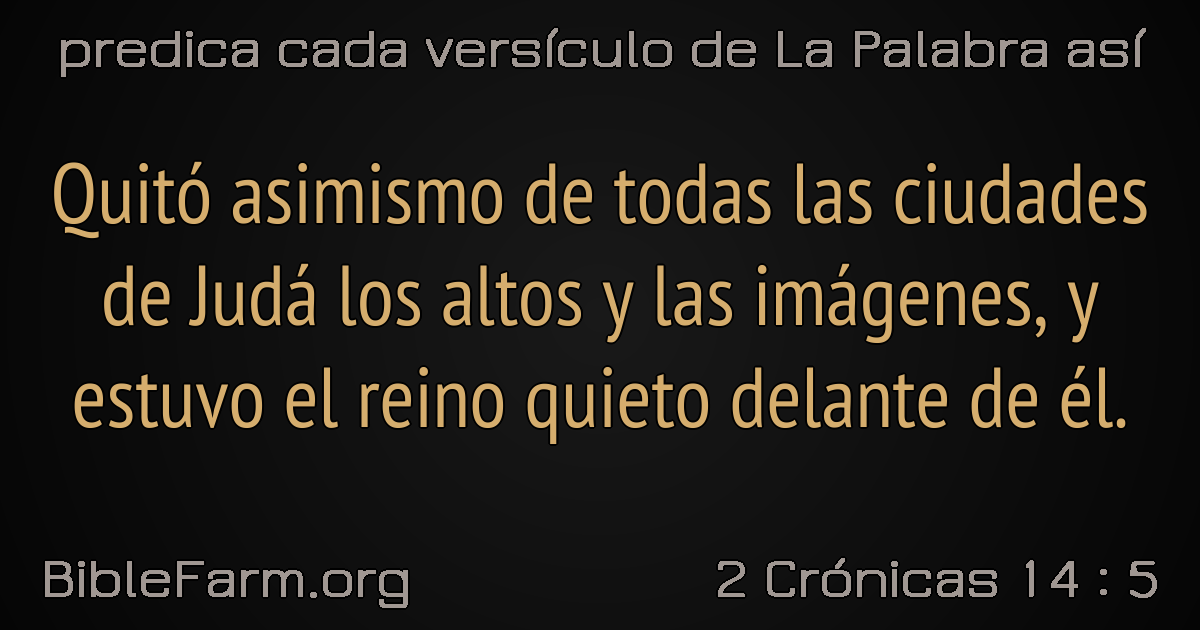 predica cada versículo de La Palabra así
Quitó asimismo de todas las ciudades
de Judá los altos y las imágenes, y
estuvo el reino quieto delante de él.
BibleFarm.org
2 Crónicas 14 : 5